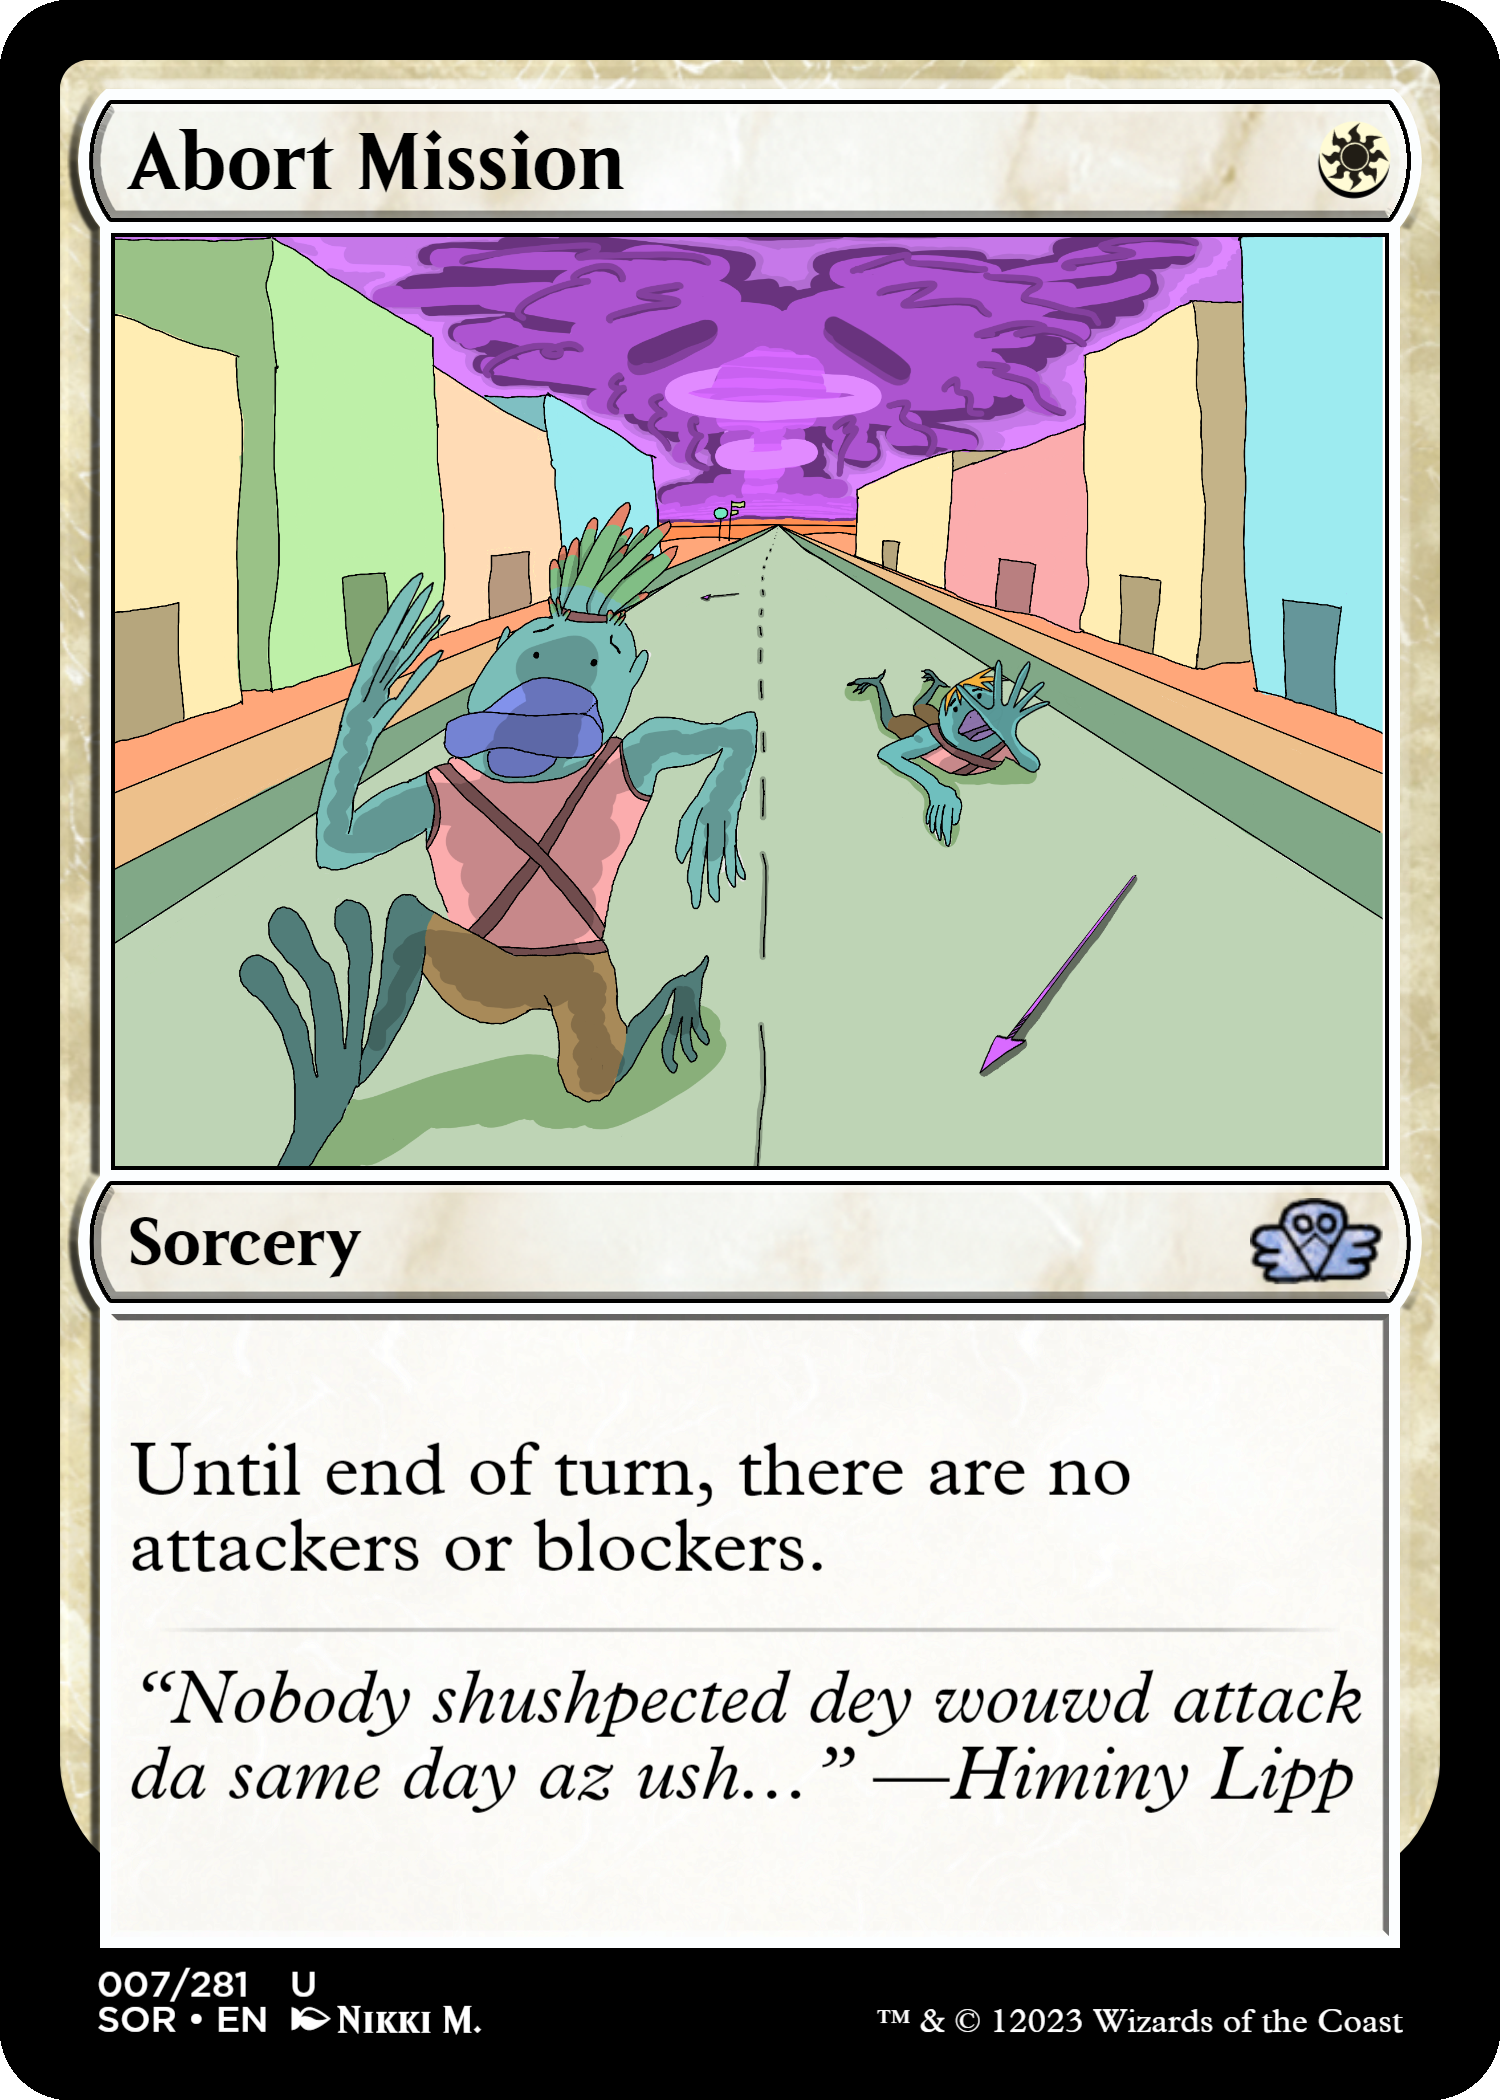 Abort Mission
Sorcery
Until end of turn, there are no
attackers or blockers.
“Nobody shushpected dey wouwd attack
da same day az ush…” —Himiny Lipp
007/281 U
SOR • EN Nikki M.
™ & © 12023 Wizards of the Coast